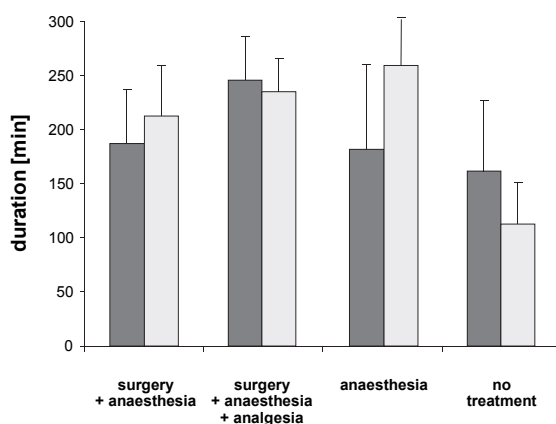 300
250
200
150
100
50
0
duration [min]
surgery
+ anaesthesia
surgery
+ anaesthesia
+ analgesia
anaesthesia
no
treatment